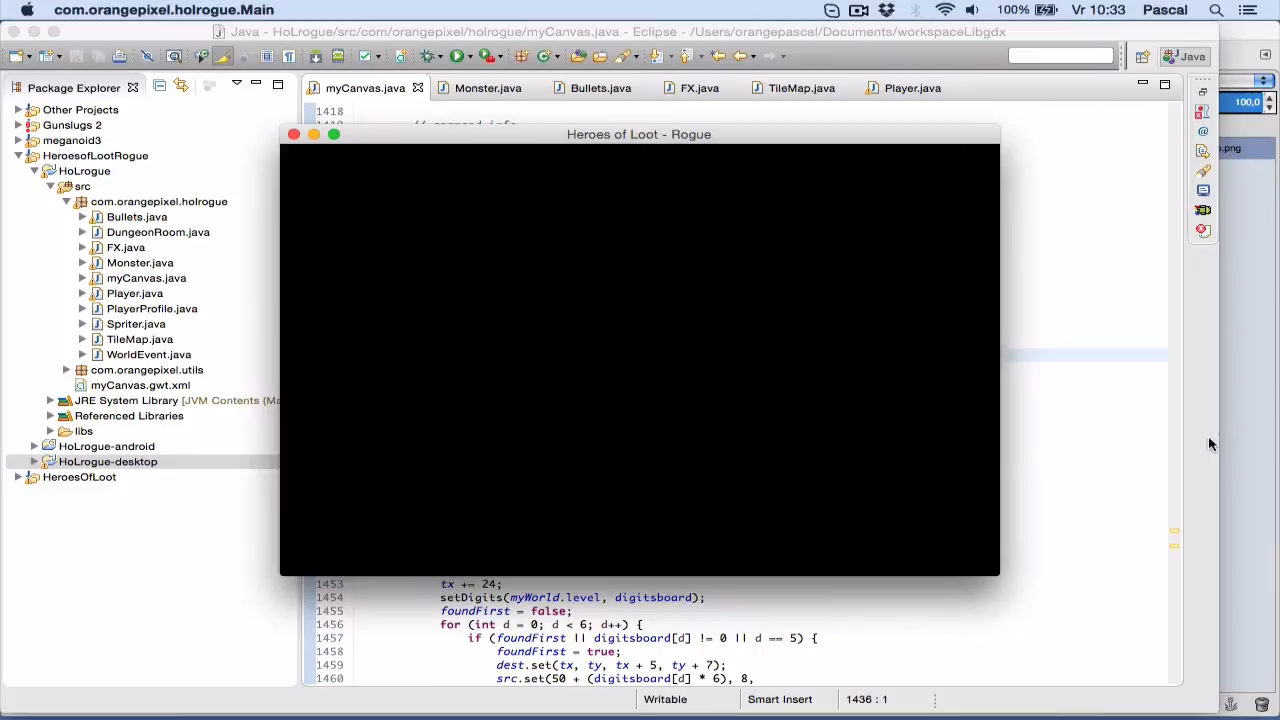 com.orangepixel.holrogue.Main
100%
Vr 10:33
Pascal
Java - HoLrogue/src/com/orangepixel/holrogue/myCanvas.java - Eclipse - /Users/orangepascal/Documents/workspaceLibgdx
Java
Package Explorer
myCanvas.java
Monster.java
Bullets.java
FX.java
TileMap.java
Player.java
100,0
Other Projects
Gunslugs 2
meganoid3
HeroesofLootRogue
HoLrogue
src
com.orangepixel.holrogue
Bullets.java
DungeonRoom.java
FX.java
Monster.java
myCanvas.java
Player.java
PlayerProfile.java
Spriter.java
TileMap.java
WorldEvent.java
com.orangepixel.utils
myCanvas.gwt.xml
JRE System Library [JVM Contents (Ma
Referenced Libraries
libs
HoLrogue-android
HoLrogue-desktop
HeroesOfLoot
1418
Heroes of Loot - Rogue
.png
1453 tx += 24;
1454 setDigits(myWorld.level, digitsboard);
1455 foundFirst = false;
1456 for (int d = 0; d < 6; d++) {
1457 if (foundFirst || digitsboard[d] != 0 || d == 5) {
1458 foundFirst = true;
1459 dest.set(tx, ty, tx + 5, ty + 7);
1460 src.set(50 + (digitsboard[d] * 6), 8,
Writable
Smart Insert
1436 : 1